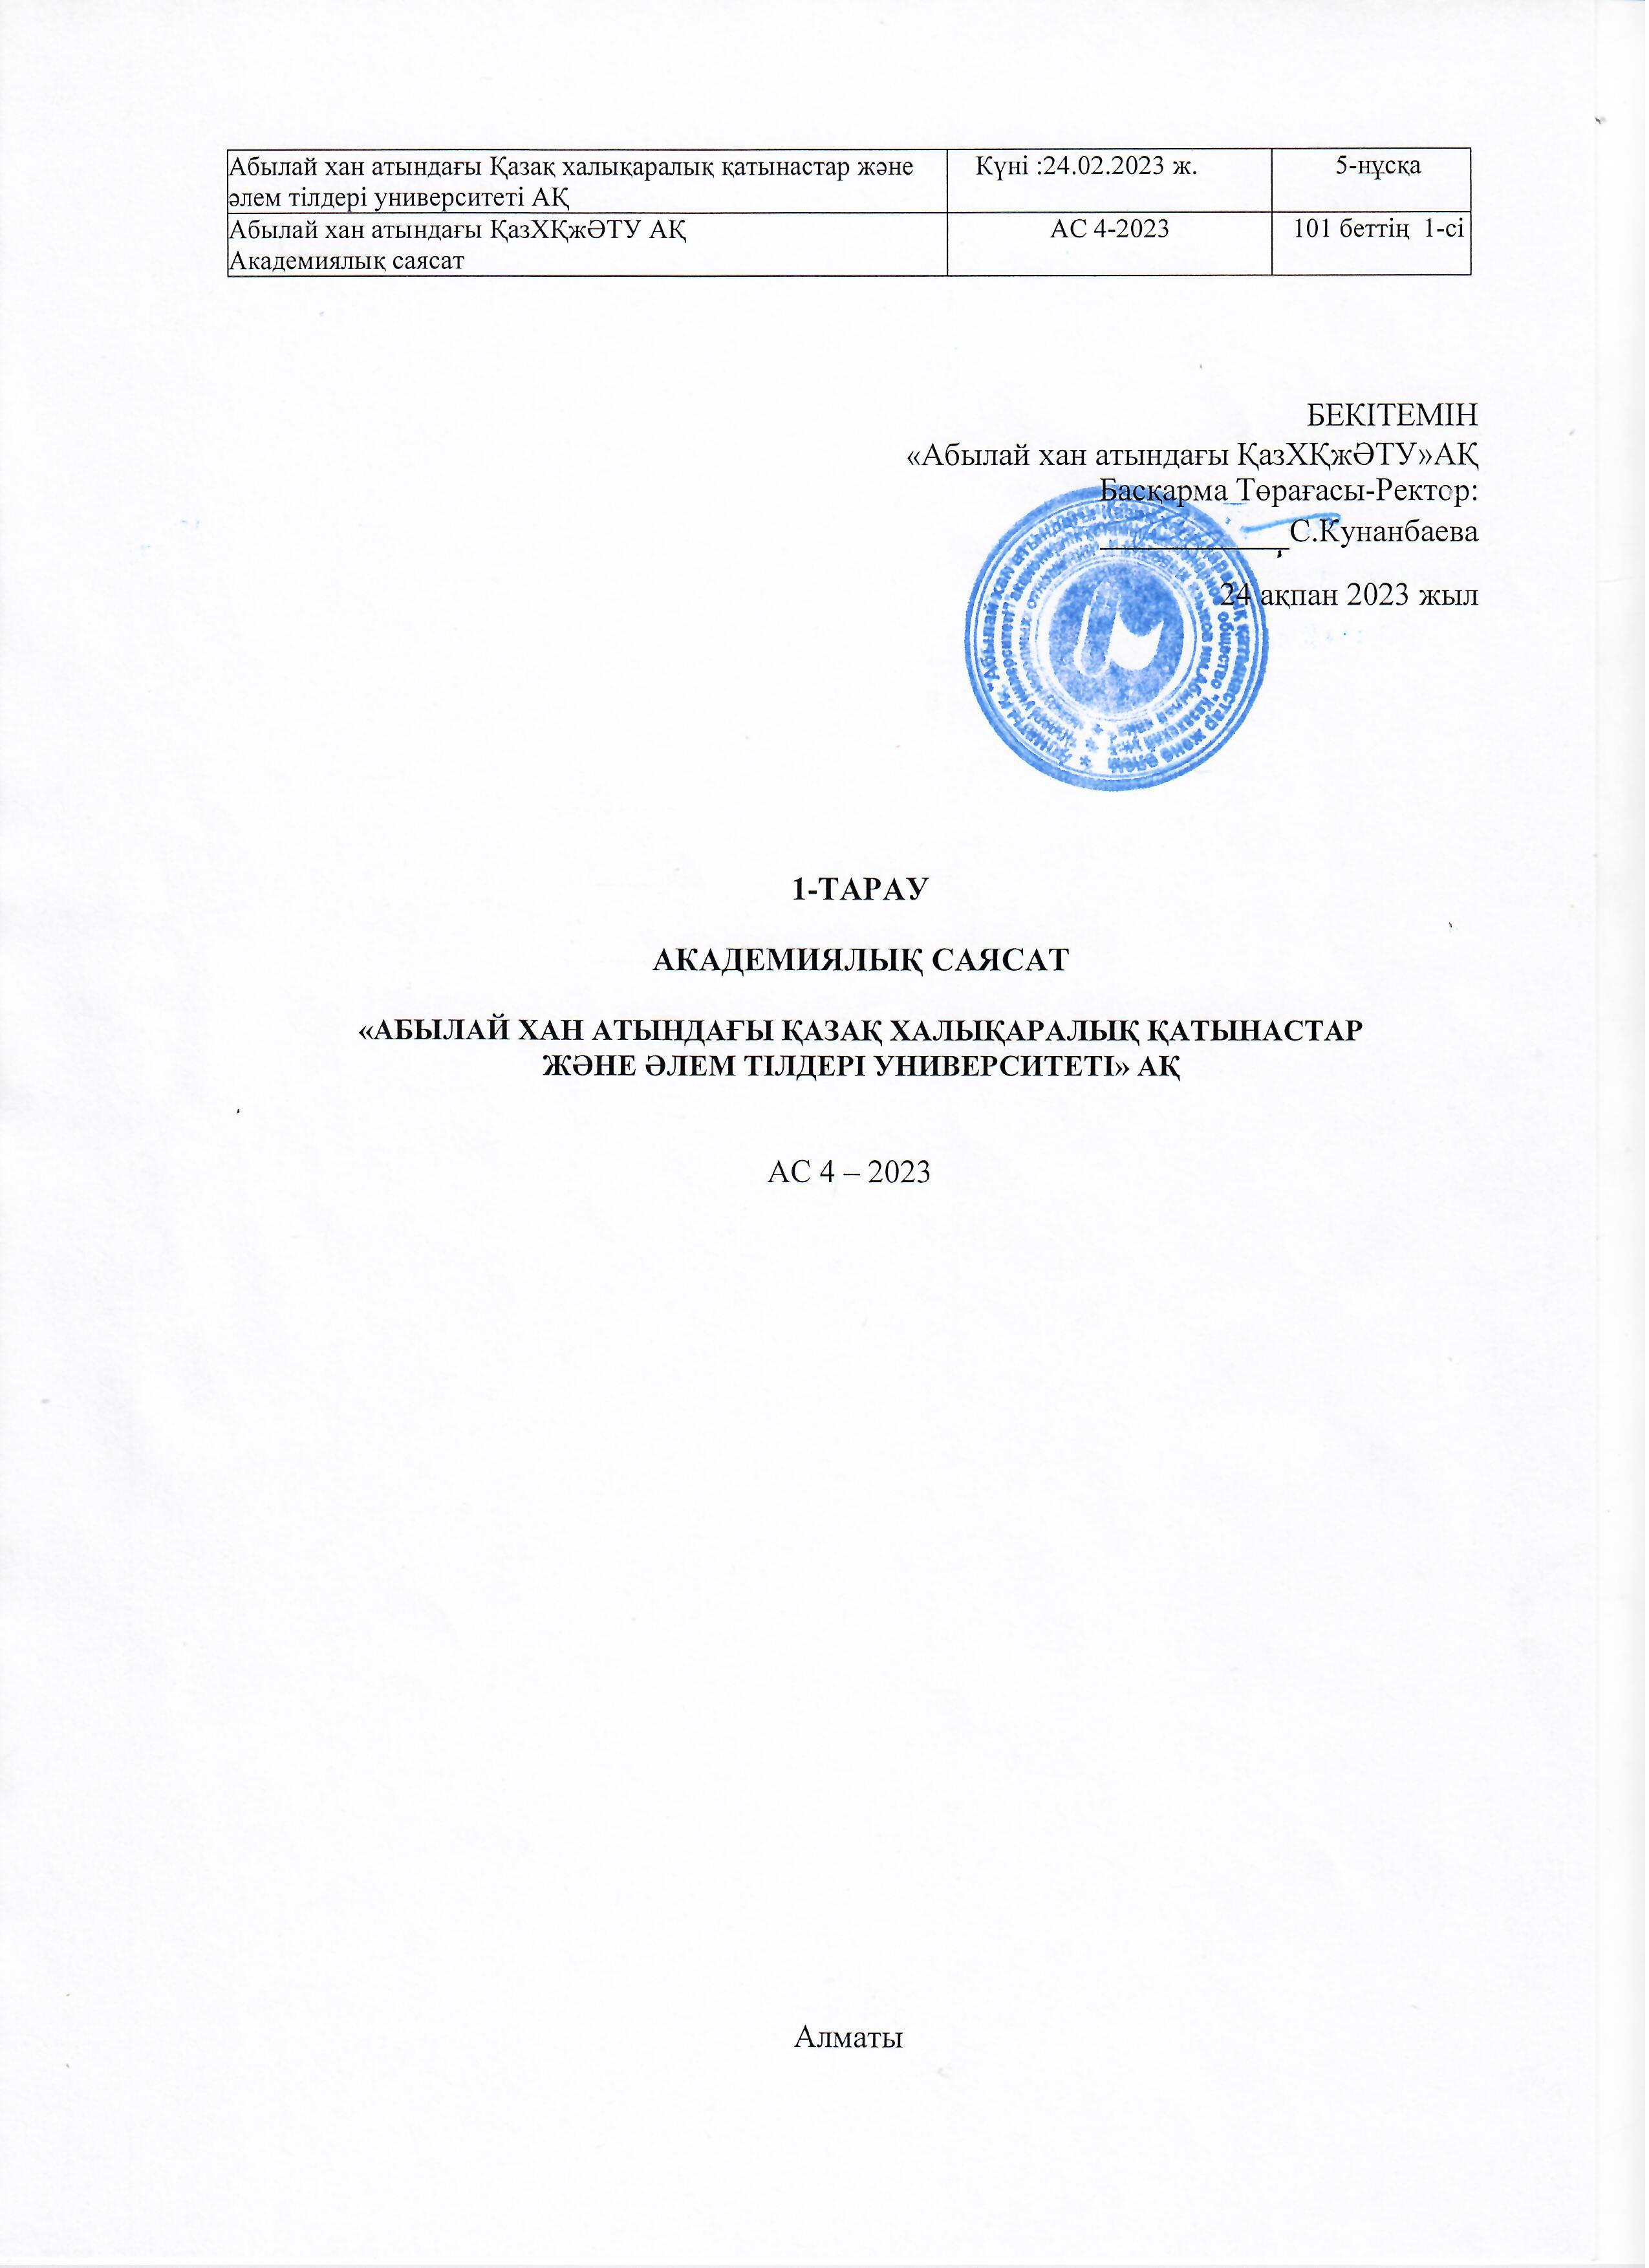 Абылай хан атындағы Қазақ халықаралық қатынастар және
әлем тілдері университеті АҚ
Күні :24.02.2023 ж.
5-нұсқа
Абылай хан атындағы ҚазХҚжӘТУ АҚ
Академиялық саясат
АС 4-2023
101 беттің 1-сі
БЕКІТЕМІН
«Абылай хан атындағы ҚазХҚжӘТУ»АҚ
Басқарма Төрағасы-Ректор:
____________С.Кунанбаева
24 ақпан 2023 жыл
1-ТАРАУ
АКАДЕМИЯЛЫҚ САЯСАТ
«АБЫЛАЙ ХАН АТЫНДАҒЫ ҚАЗАҚ ХАЛЫҚАРАЛЫҚ ҚАТЫНАСТАР
ЖӘНЕ ӘЛЕМ ТІЛДЕРІ УНИВЕРСИТЕТІ» АҚ
АС 4 – 2023
Алматы